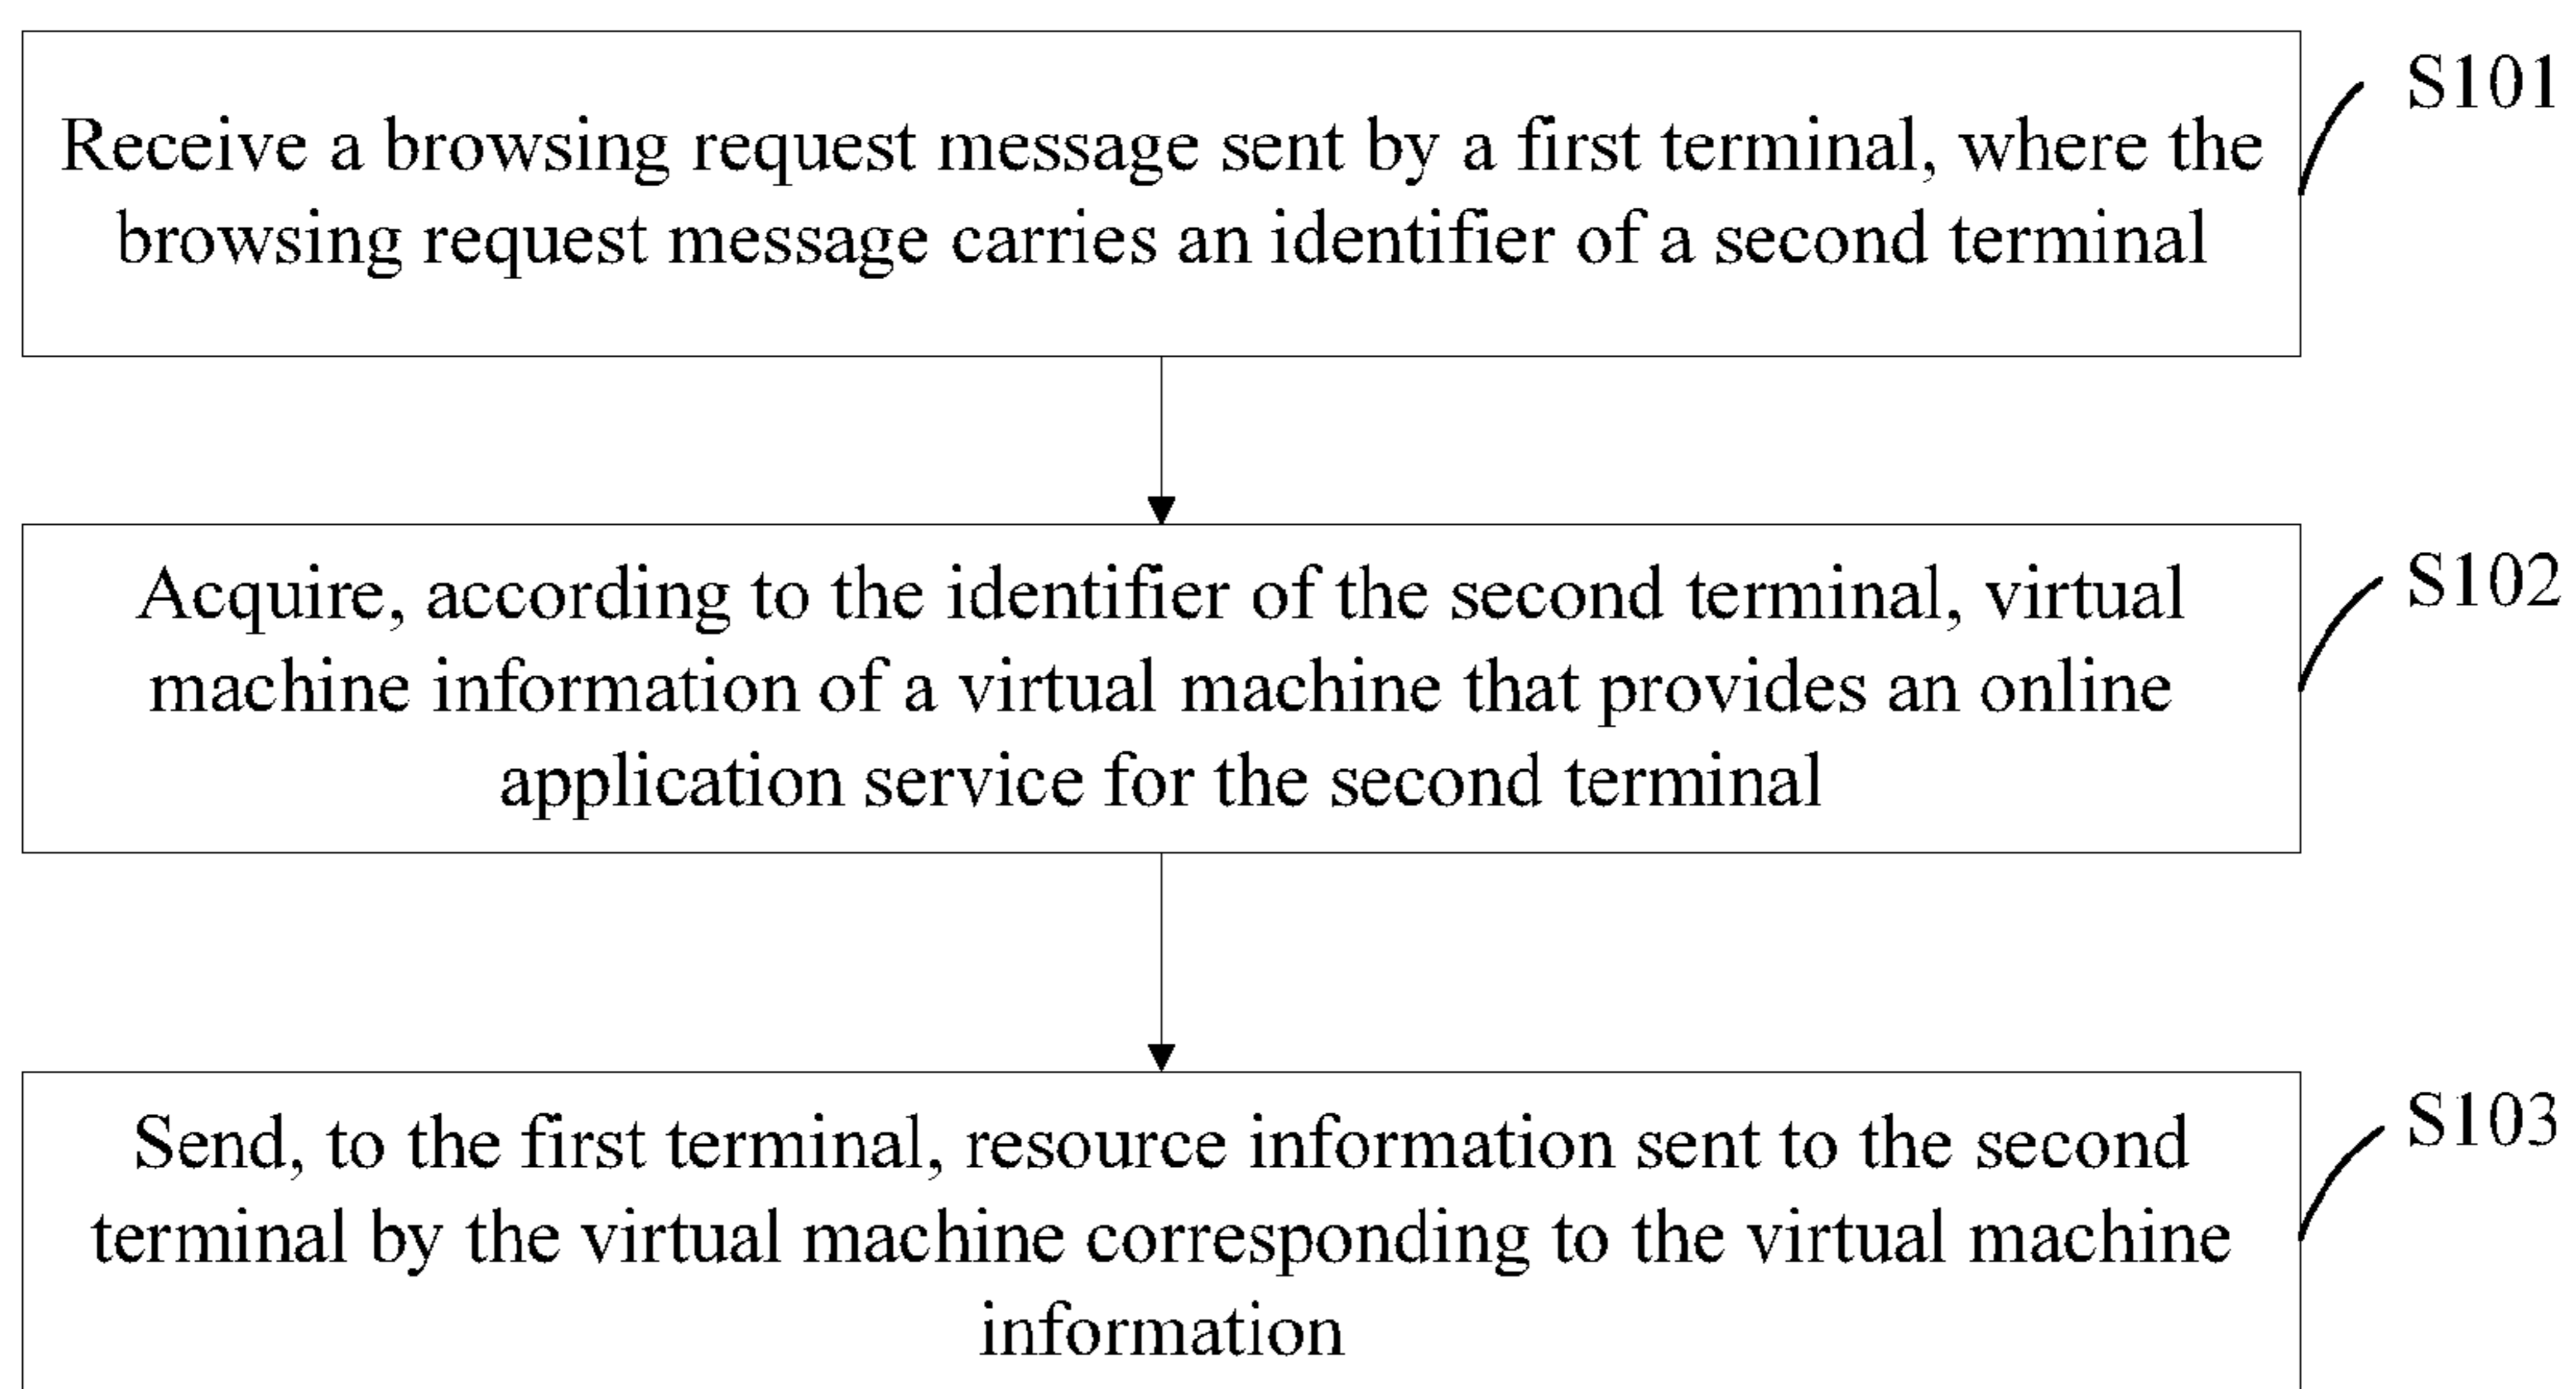 Receive a browsing request message sent by a first terminal, where the
browsing request message carries an identifier of a second terminal
S101
Acquire, according to the identifier of the second terminal, virtual
machine information of a virtual machine that provides an online
application service for the second terminal
S102
Send, to the first terminal, resource information sent to the second
terminal by the virtual machine corresponding to the virtual machine
information
S103